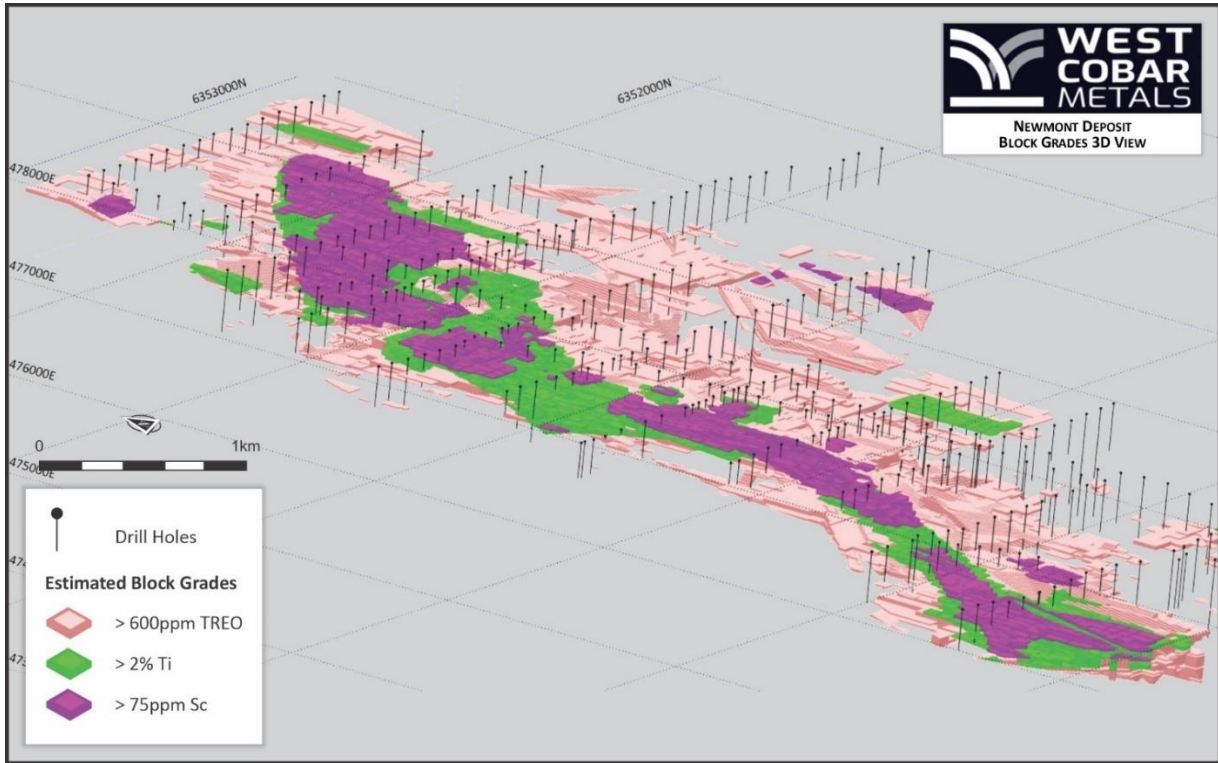 WEST
COBAR
METALS
NEWMONT DEPOSIT
BLOCK GRADES 3D VIEW
6353000N
6352000N
478000E
477000E
476000E
475000E
0 1km
Drill Holes
Estimated Block Grades
> 600ppm TREO
> 2% Ti
> 75ppm Sc